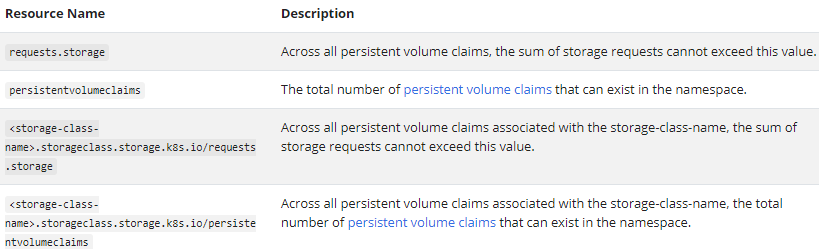 Resource Name Description
requests.storage Across all persistent volume claims, the sum of storage requests cannot exceed this value.
persistentvolumeclaims The total number of persistent volume claims that can exist in the namespace.
<storage-class-
name>.storageclass.storage.k8s.io/requests
.storage
Across all persistent volume claims associated with the storage-class-name, the sum of
storage requests cannot exceed this value.
<storage-class-
name>.storageclass.storage.k8s.io/persiste
ntvolumeclaims
Across all persistent volume claims associated with the storage-class-name, the total
number of persistent volume claims that can exist in the namespace.